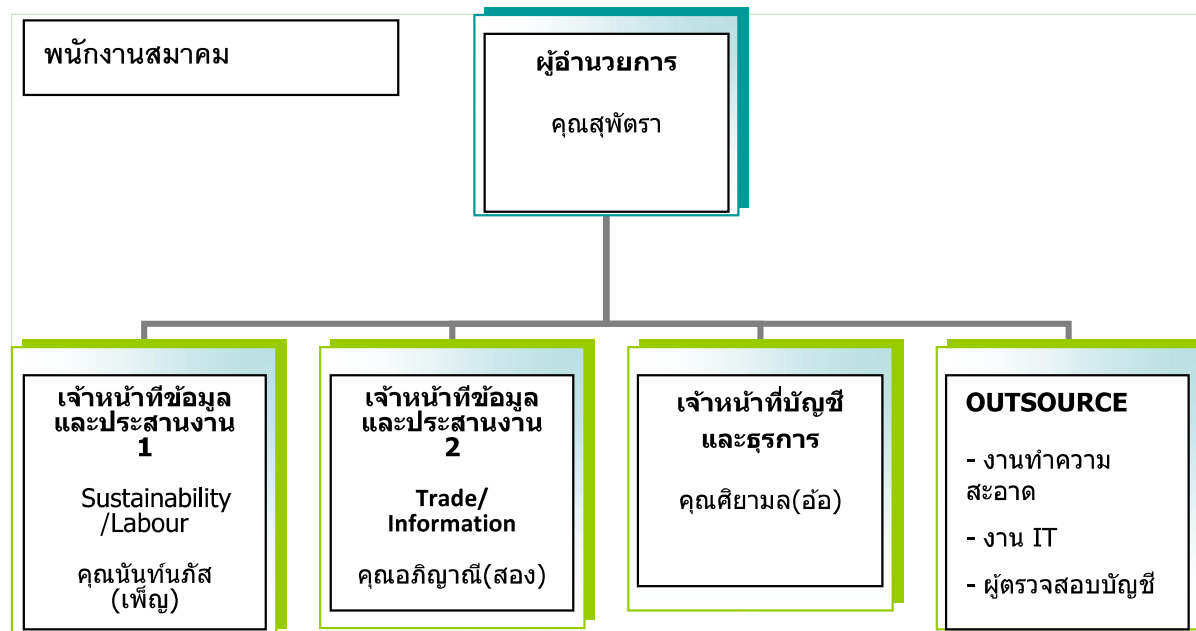 พนักงานสมาคม
ผู้อำนวยการ
คุณสุพัตรา
เจ้าหน้าที่ข้อมูล
และประสานงาน
1
Sustainability
/Labour
คุณนันท์นภัส
(เพ็ญ)
เจ้าหน้าที่ข้อมูล
และประสานงาน
2
Trade/
Information
คุณอภิญาณี(สอง)
เจ้าหน้าที่บัญชี
และธุรการ
คุณศิยามล(อ้อ)
OUTSOURCE
- งานทำความ
สะอาด
- งาน IT
- ผู้ตรวจสอบบัญชี